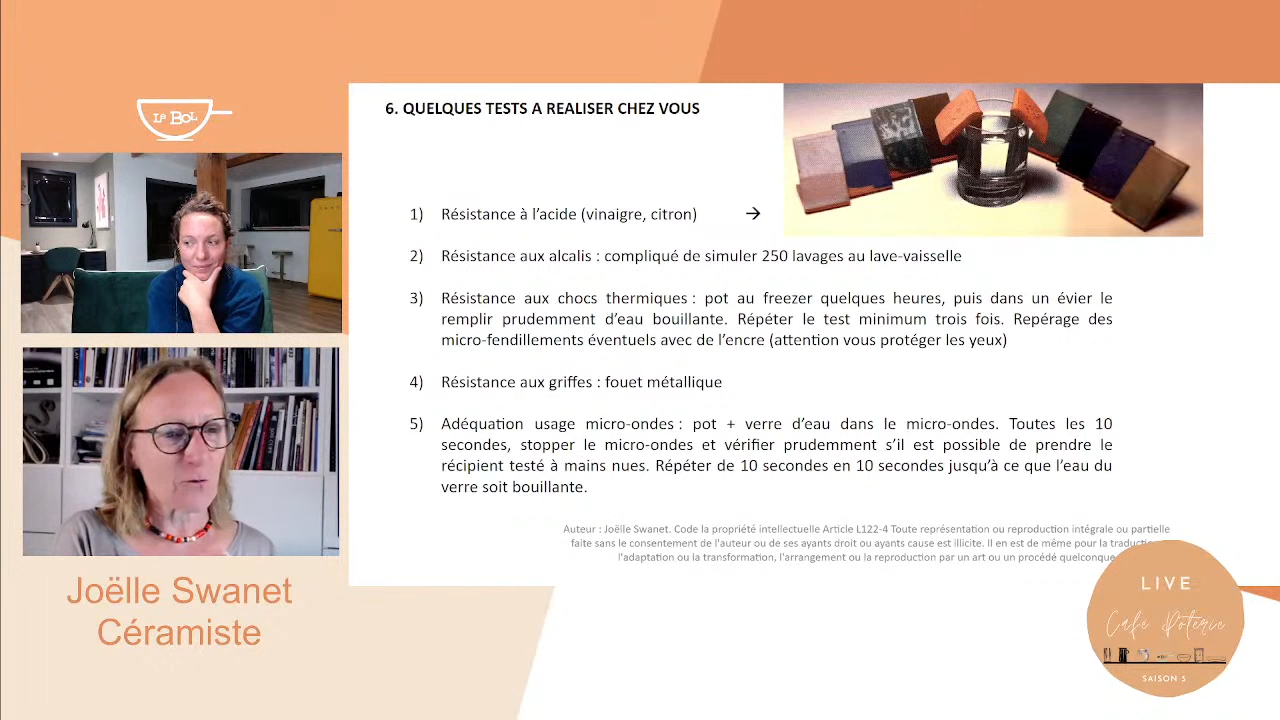 Le BoL
6. QUELQUES TESTS A REALISER CHEZ VOUS
1) Résistance à l’acide (vinaigre, citron) →
2) Résistance aux alcalis : compliqué de simuler 250 lavages au lave-vaisselle
3) Résistance aux chocs thermiques : pot au freezer quelques heures, puis dans un évier le
remplir prudemment d’eau bouillante. Répéter le test minimum trois fois. Repérage des
micro-fendillements éventuels avec de l’encre (attention vous protéger les yeux)
4) Résistance aux griffes : fouet métallique
5) Adéquation usage micro-ondes : pot + verre d’eau dans le micro-ondes. Toutes les 10
secondes, stopper le micro-ondes et vérifier prudemment s’il est possible de prendre le
récipient testé à mains nues. Répéter de 10 secondes en 10 secondes jusqu’à ce que l’eau du
verre soit bouillante.
Auteur : Joëlle Swanet. Code la propriété intellectuelle Article L122-4 Toute représentation ou reproduction intégrale ou partielle
faite sans le consentement de l'auteur ou de ses ayants droit ou ayants cause est illicite. Il en est de même pour la
l'adaptation ou la transformation, l'arrangement ou la reproduction par un art ou un procédé quelconque
Joëlle Swanet
Céramiste
LIVE
Café Poterie
SAISON 5